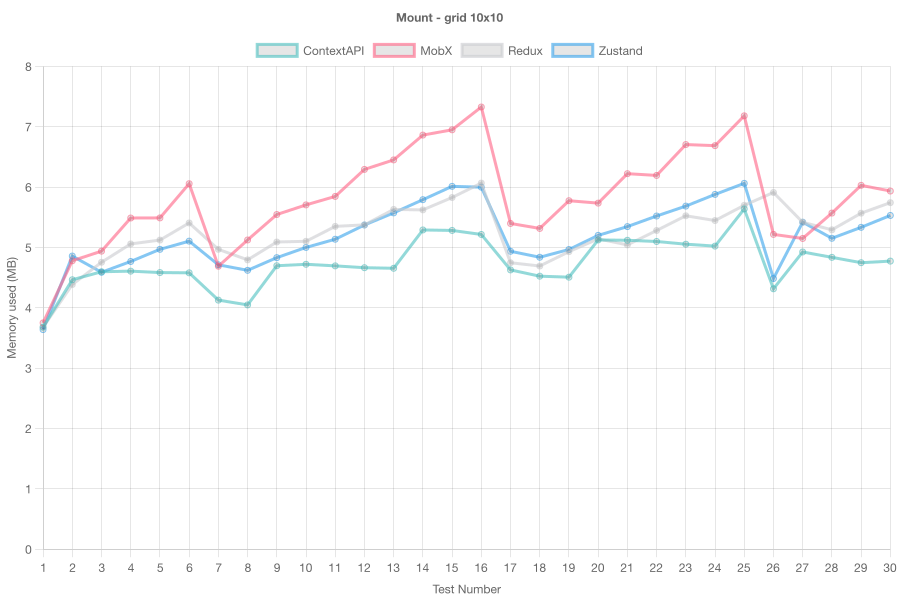 Mount - grid 10x10
ContextAPI MobX Redux Zustand
8
7
6
5
4
3
2
1
0
Memory used (MB)
1 2 3 4 5 6 7 8 9 10 11 12 13 14 15 16 17 18 19 20 21 22 23 24 25 26 27 28 29 30
Test Number